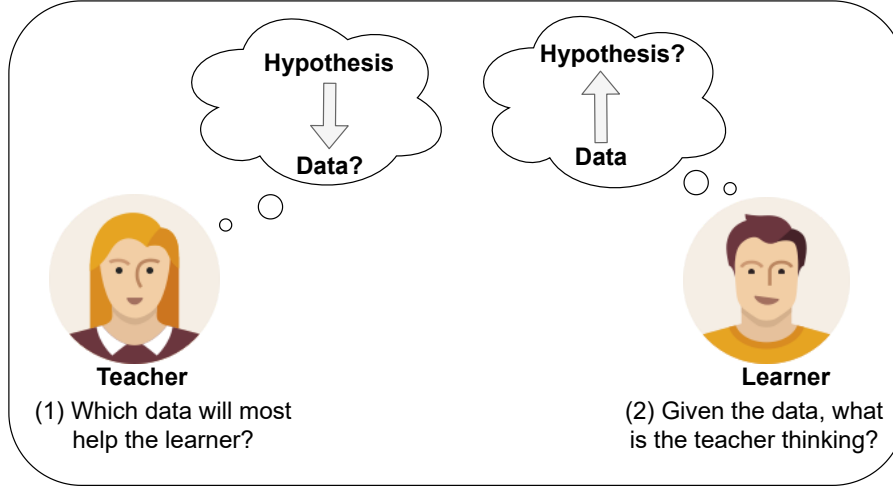 Hypothesis
Data?
Hypothesis?
Data
Teacher
(1) Which data will most
help the learner?
Learner
(2) Given the data, what
is the teacher thinking?